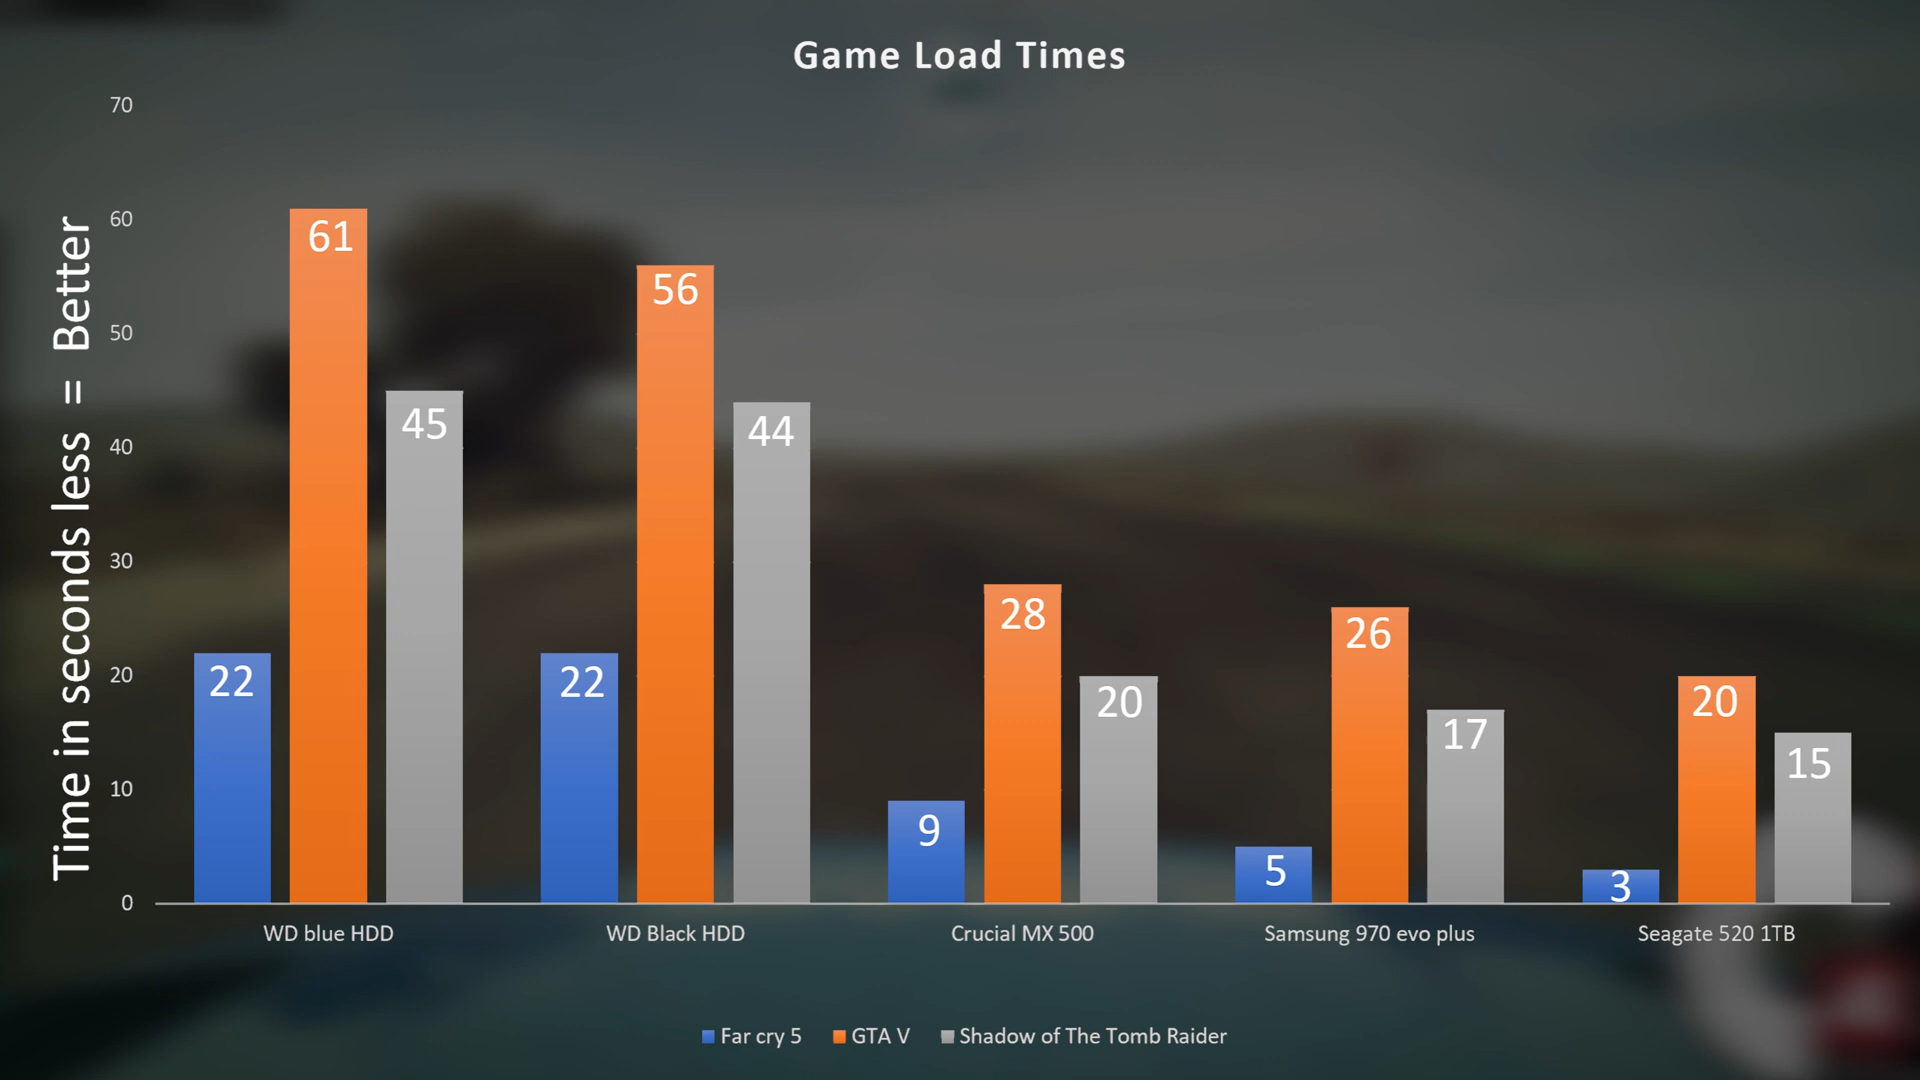 Game Load Times
Time in seconds less = Better
70
60
50
40
30
20
10
0
61
45
22
56
44
22
28
20
9
26
17
5
20
15
3
WD blue HDD
WD Black HDD
Crucial MX 500
Samsung 970 evo plus
Seagate 520 1TB
Far cry 5
GTA V
Shadow of The Tomb Raider